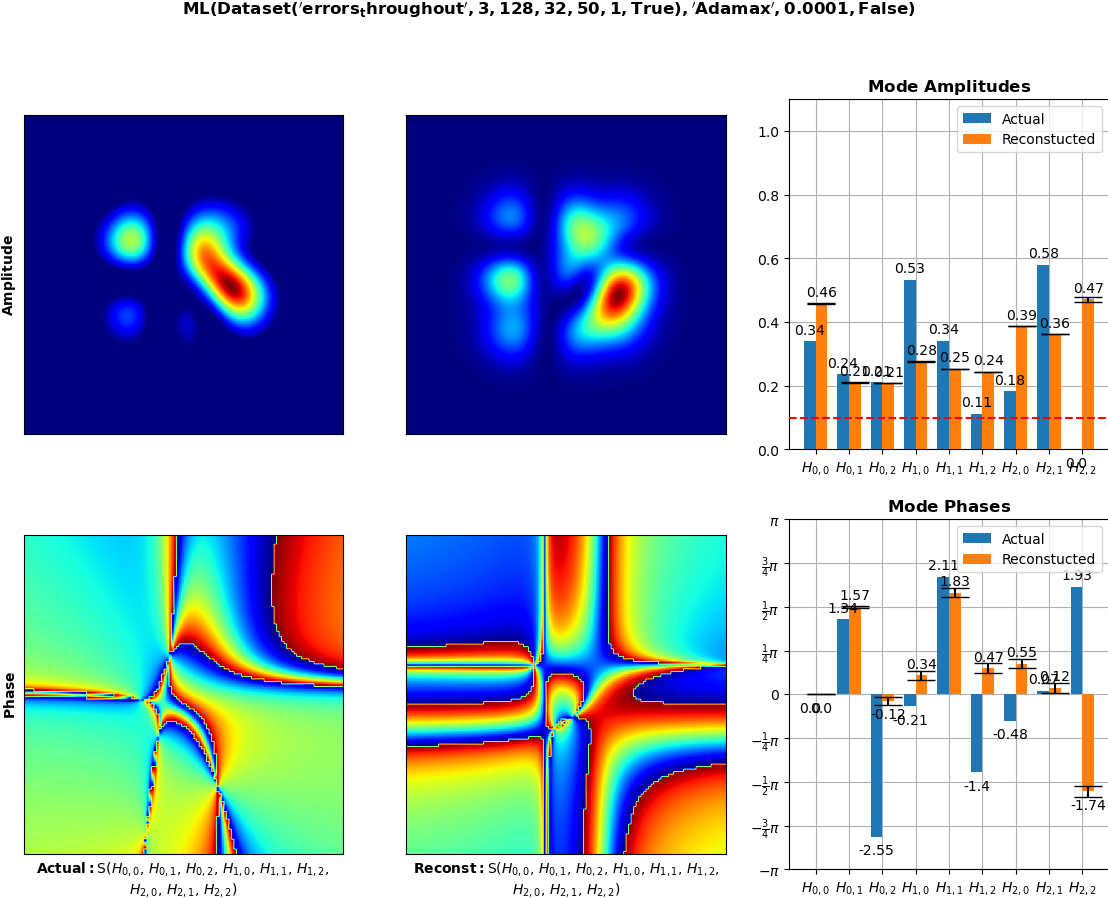 ML(Dataset('errors_throughout', 3, 128, 32, 50, 1, True), 'Adamax', 0.0001, False)
Amplitude
Mode Amplitudes
Actual
Reconstucted
1.0
0.8
0.6
0.4
0.2
0.0
0.34
0.46
0.24
0.21
0.21
0.21
0.53
0.28
0.34
0.25
0.11
0.24
0.18
0.39
0.58
0.36
0.0
0.47
H0,0 H0,1 H0,2 H1,0 H1,1 H1,2 H2,0 H2,1 H2,2
Phase
Mode Phases
Actual
Reconstucted
π
3/4π
1/2π
1/4π
0
−1/4π
−1/2π
−3/4π
−π
0.0
0.0
1.34
1.57
-2.55
-0.12
-0.21
0.34
2.11
1.83
-1.4
0.47
-0.48
0.55
0.12
1.93
-1.74
H0,0 H0,1 H0,2 H1,0 H1,1 H1,2 H2,0 H2,1 H2,2
Actual: S(H0,0, H0,1, H0,2, H1,0, H1,1, H1,2,
H2,0, H2,1, H2,2)
Reconst: S(H0,0, H0,1, H0,2, H1,0, H1,1, H1,2,
H2,0, H2,1, H2,2)